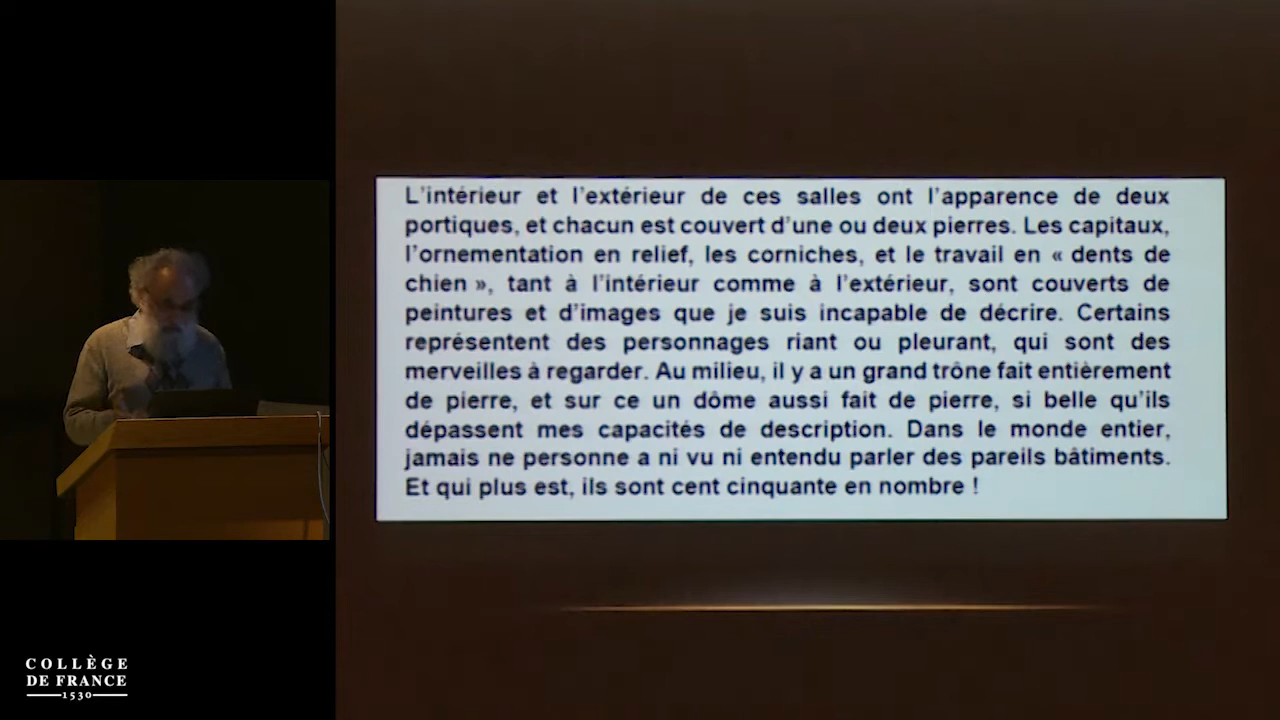 L'intérieur et l'extérieur de ces salles ont l'apparence de deux
portiques, et chacun est couvert d'une ou deux pierres. Les capitaux,
l'ornementation en relief, les corniches, et le travail en « dents de
chien », tant à l'intérieur comme à l'extérieur, sont couverts de
peintures et d'images que je suis incapable de décrire. Certains
représentent des personnages riant ou pleurant, qui sont des
merveilles à regarder. Au milieu, il y a un grand trône fait entièrement
de pierre, et sur ce un dôme aussi fait de pierre, si belle qu'ils
dépassent mes capacités de description. Dans le monde entier,
jamais ne personne a ni vu ni entendu parler des pareils bâtiments.
Et qui plus est, ils sont cent cinquante en nombre !
COLLÈGE
DE FRANCE
1530